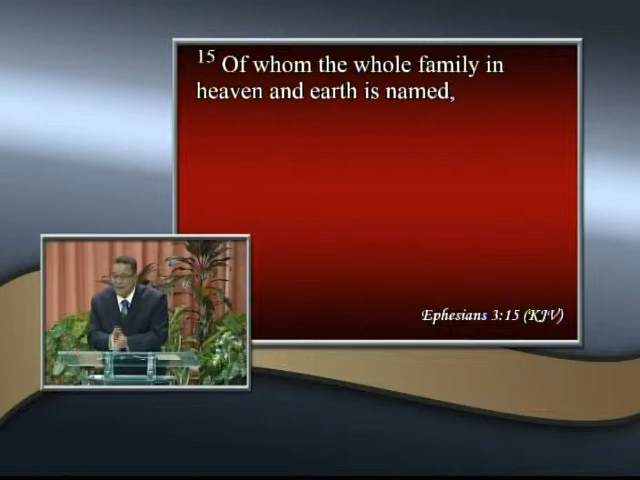 15 Of whom the whole family in
heaven and earth is named,
Ephesians 3:15 (KJV)